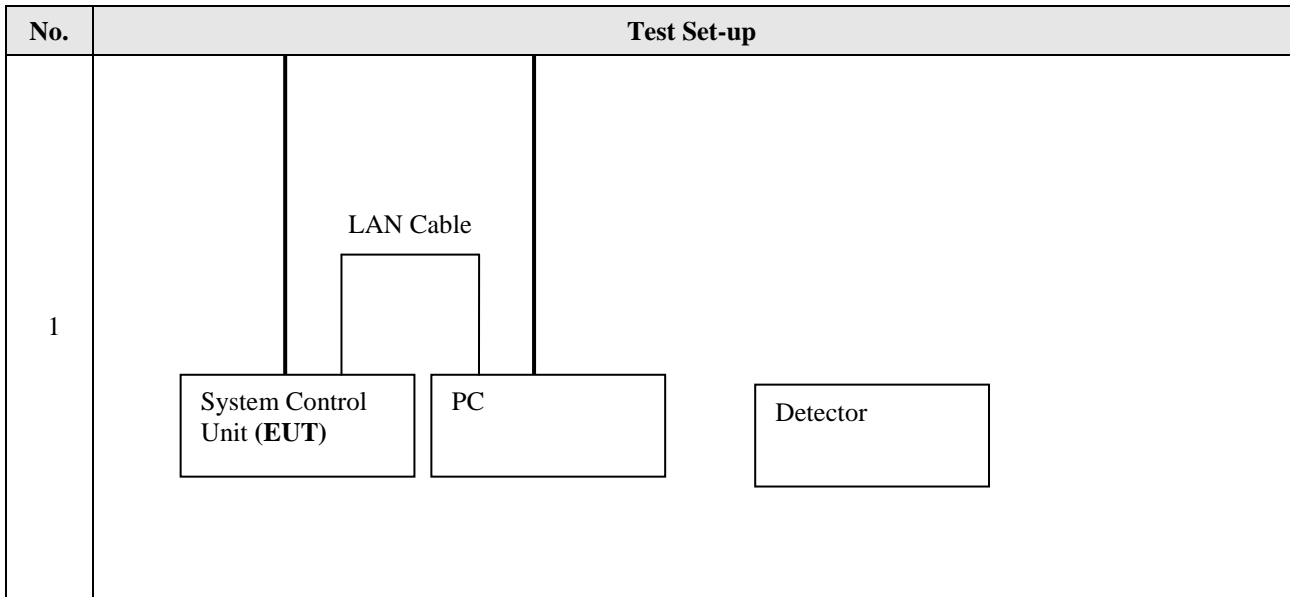 No.
Test Set-up
1
LAN Cable
System Control
Unit (EUT)
PC
Detector